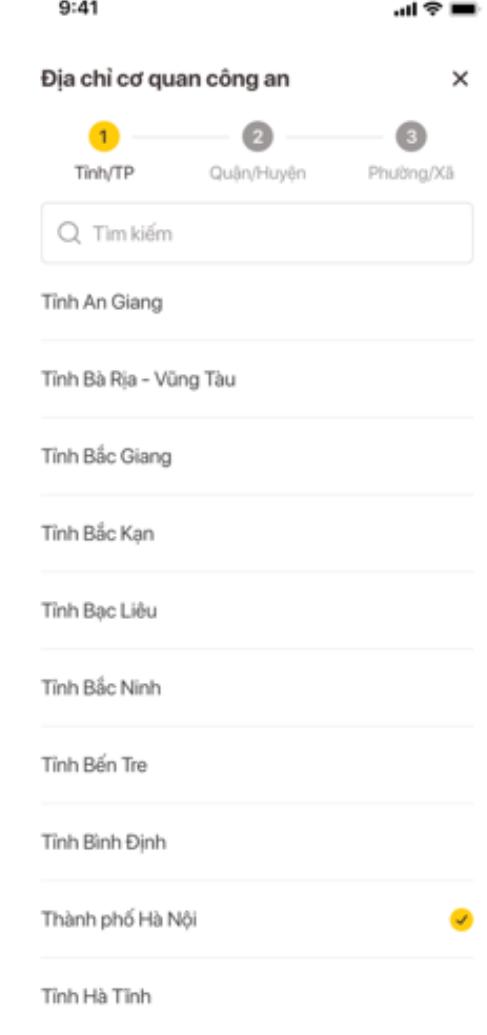 9:41
Địa chỉ cơ quan công an
1 2 3
Tỉnh/TP Quận/Huyện Phường/Xã
Tìm kiếm
Tỉnh An Giang
Tỉnh Bà Rịa - Vũng Tàu
Tỉnh Bắc Giang
Tỉnh Bắc Kạn
Tỉnh Bạc Liêu
Tỉnh Bắc Ninh
Tỉnh Bến Tre
Tỉnh Bình Định
Thành phố Hà Nội
Tỉnh Hà Tĩnh